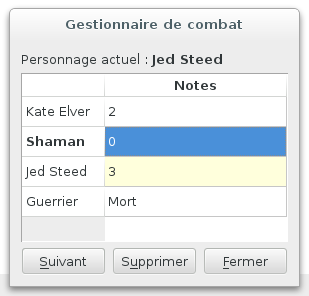 Gestionnaire de combat
Personnage actuel : Jed Steed
Notes
Kate Elver 2
Shaman 0
Jed Steed 3
Guerrier Mort
Suivant Supprimer Fermer